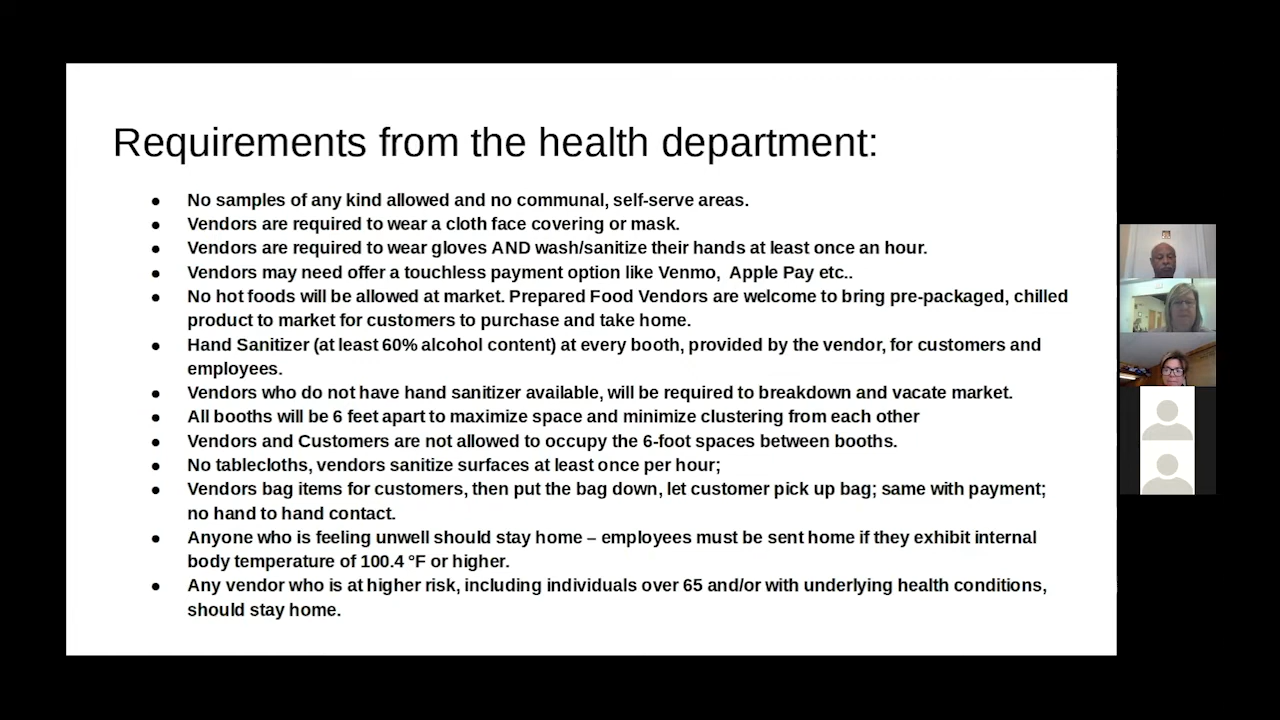 Requirements from the health department:
● No samples of any kind allowed and no communal, self-serve areas.
● Vendors are required to wear a cloth face covering or mask.
● Vendors are required to wear gloves AND wash/sanitize their hands at least once an hour.
● Vendors may need offer a touchless payment option like Venmo,  Apple Pay etc..
● No hot foods will be allowed at market. Prepared Food Vendors are welcome to bring pre-packaged, chilled
product to market for customers to purchase and take home.
● Hand Sanitizer (at least 60% alcohol content) at every booth, provided by the vendor, for customers and
employees.
● Vendors who do not have hand sanitizer available, will be required to breakdown and vacate market.
● All booths will be 6 feet apart to maximize space and minimize clustering from each other
● Vendors and Customers are not allowed to occupy the 6-foot spaces between booths.
● No tablecloths, vendors sanitize surfaces at least once per hour;
● Vendors bag items for customers, then put the bag down, let customer pick up bag; same with payment;
no hand to hand contact.
● Anyone who is feeling unwell should stay home – employees must be sent home if they exhibit internal
body temperature of 100.4 °F or higher.
● Any vendor who is at higher risk, including individuals over 65 and/or with underlying health conditions,
should stay home.